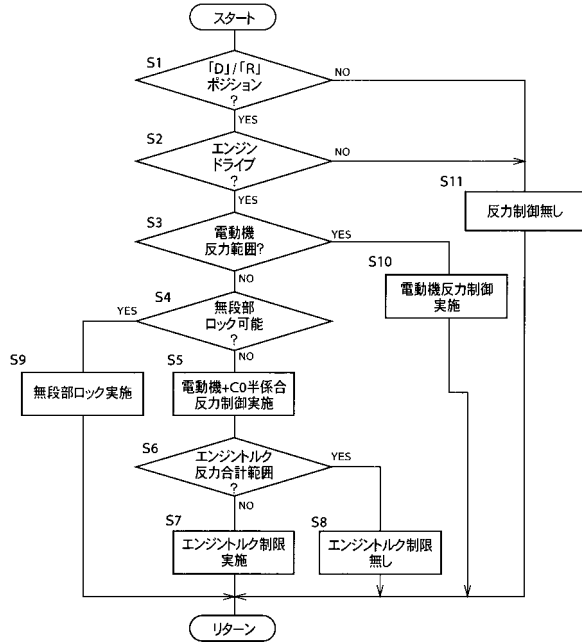 スタート
S1
「D」/「R」
ポジション
?
NO
YES
S2
エンジン
ドライブ
?
NO
YES
S11
反力制御無し
S3
電動機
反力範囲?
YES
NO
S10
電動機反力制御
実施
S4
無段部
ロック可能
?
YES
NO
S9
無段部ロック実施
S5
電動機+C0半係合
反力制御実施
S6
エンジントルク
反力合計範囲
?
YES
NO
S7
エンジントルク制限
実施
S8
エンジントルク制限
無し
リターン